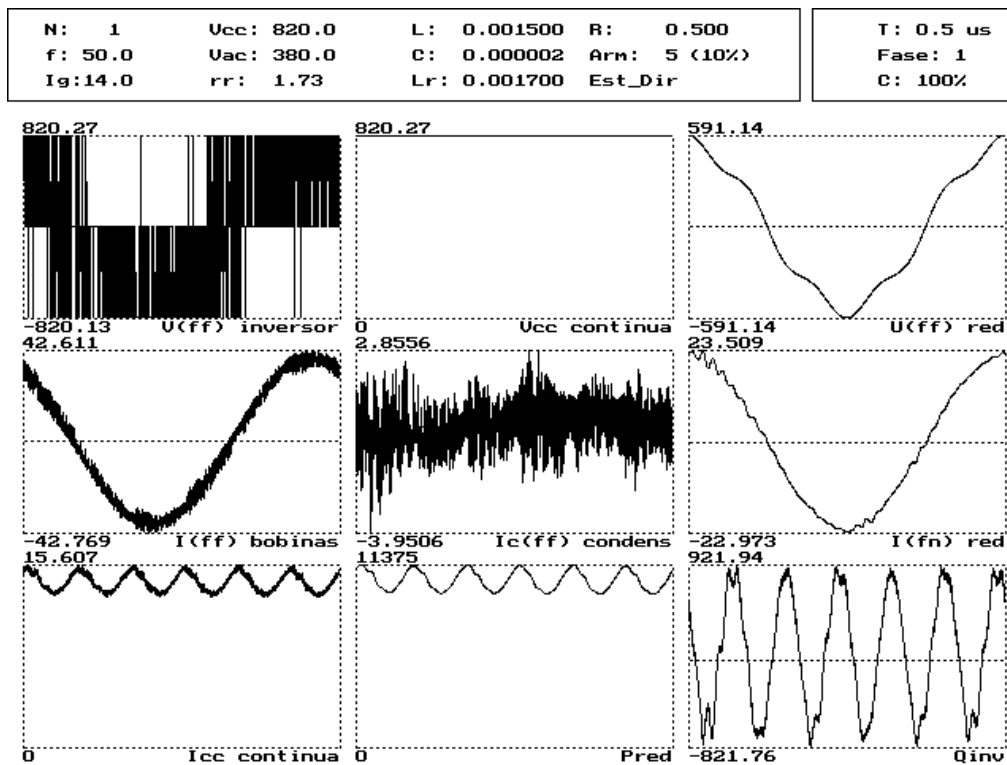 N: 1 Vcc: 820.0 L: 0.001500 R: 0.500 T: 0.5 us
f: 50.0 Vac: 380.0 C: 0.000002 Arm: 5 (10%) Fase: 1
Ig:14.0 rr: 1.73 Lr: 0.001700 Est_Dir C: 100%
820.27 820.27 591.14
-820.13 V(ff) inversor 0 Vcc continua -591.14 U(ff) red
42.611 2.8556 23.509
-42.769 I(ff) bobinas -3.9506 Ic(ff) condens -22.973 I(fn) red
15.607 11375 921.94
0 Icc continua 0 Pred -821.76 Qinv